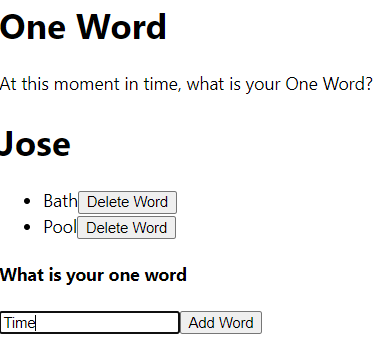 One Word
At this moment in time, what is your One Word?
Jose
Bath Delete Word
Pool Delete Word
What is your one word
Time Add Word